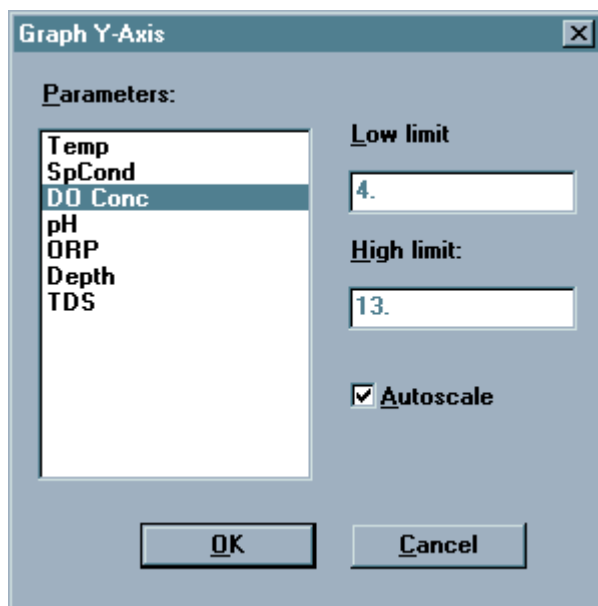 Graph Y-Axis
Parameters:
Temp
SpCond
DO Conc
pH
ORP
Depth
TDS
Low limit
4.
High limit:
13.
Autoscale
OK
Cancel